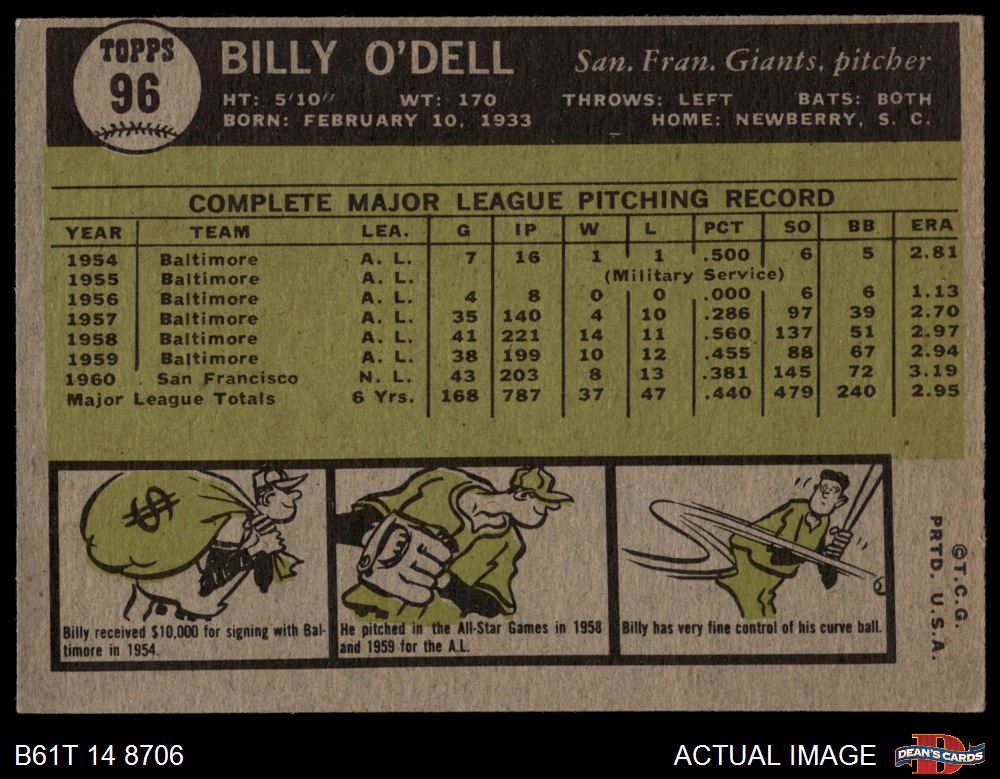 TOPPS
96
BILLY O'DELL
San. Fran. Giants, pitcher
HT: 5'10" WT: 170 THROWS: LEFT BATS: BOTH
BORN: FEBRUARY 10, 1933 HOME: NEWBERRY, S. C.
COMPLETE MAJOR LEAGUE PITCHING RECORD
YEAR TEAM LEA. G IP W L PCT SO BB ERA
1954 Baltimore A. L. 7 16 1 1 .500 6 5 2.81
1955 Baltimore A. L. (Military Service)
1956 Baltimore A. L. 4 8 0 0 .000 6 6 1.13
1957 Baltimore A. L. 35 140 4 10 .286 97 39 2.70
1958 Baltimore A. L. 41 221 14 11 .560 137 51 2.97
1959 Baltimore A. L. 38 199 10 12 .455 88 67 2.94
1960 San Francisco N. L. 43 203 8 13 .381 145 72 3.19
Major League Totals 6 Yrs. 168 787 37 47 .440 479 240 2.95
$
Billy received $10,000 for signing with Bal-
timore in 1954.
He pitched in the All-Star Games in 1958
and 1959 for the A.L.
Billy has very fine control of his curve ball.
©T.C.G.
PRTD. U.S.A.
B61T 14 8706
ACTUAL IMAGE
DEAN'S CARDS